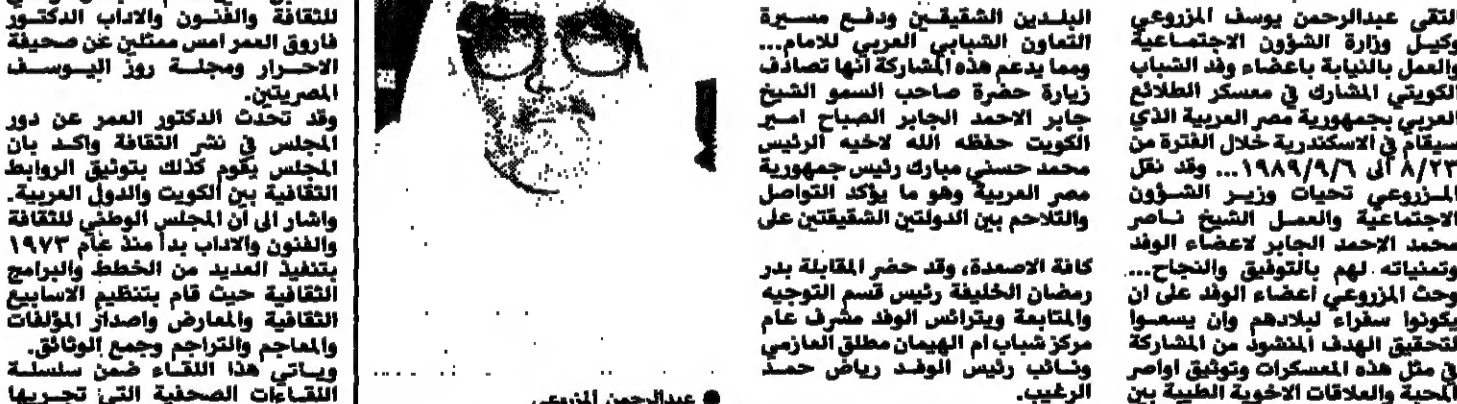 التقى عبدالرحمن يوسف المزروعي
وكيل وزارة الشؤون الاجتماعية
والعمل بالنيابة باعضاء وفد الشباب
الكويتي المشارك في معسكر الطلائع
العربي بجمهورية مصر العربية الذي
سيقام في الاسكندرية خلال الفترة من
٨/٢٣ الى ١٩٨٩/٩/٦... وقد نقل
المزروعي تحيات وزير الشؤون
الاجتماعية والعمل الشيخ ناصر
محمد الاحمد الجابر لاعضاء الوفد
وتمنياته لهم بالتوفيق والنجاح...
وحث المزروعي اعضاء الوفد على ان
يكونوا سفراء لبلادهم وان يسعوا
لتحقيق الهدف المنشود من المشاركة
في مثل هذه المعسكرات وتوثيق اواصر
المحبة والعلاقات الاخوية الطيبة بين
البلدين الشقيقين ودفع مسيرة
التعاون الشبابي العربي للامام...
ومما يدعم هذه المشاركة انها تصادف
زيارة حضرة صاحب السمو الشيخ
جابر الاحمد الجابر الصباح امير
الكويت حفظه الله لاخيه الرئيس
محمد حسني مبارك رئيس جمهورية
مصر العربية وهو ما يؤكد التواصل
والتلاحم بين الدولتين الشقيقتين على
كافة الاصعدة، وقد حضر المقابلة بدر
رمضان الخليفة رئيس قسم التوجيه
والمتابعة ويترائس الوفد مشرف عام
مركز شباب ام الهيمان مطلق العازمي
ونائب رئيس الوفد رياض حمد
الرغيب.
● عبدالرحمن المزروعي
للثقافة والفنون والاداب الدكتور
فاروق العمر امس ممثلين عن صحيفة
الاحرار ومجلة روز اليوسف
المصريتين.
وقد تحدث الدكتور العمر عن دور
المجلس في نشر الثقافة واكد بان
المجلس يقوم كذلك بتوثيق الروابط
الثقافية بين الكويت والدول العربية.
واشار الى ان المجلس الوطني للثقافة
والفنون والاداب بدا منذ عام ١٩٧٣
بتنفيذ العديد من الخطط والبرامج
الثقافية حيث قام بتنظيم الاسابيع
الثقافية والمعارض واصدار المؤلفات
والمعاجم والتراجم وجمع الوثائق.
وياتي هذا اللقاء ضمن سلسلة
اللقاءات الصحفية التي تجريها